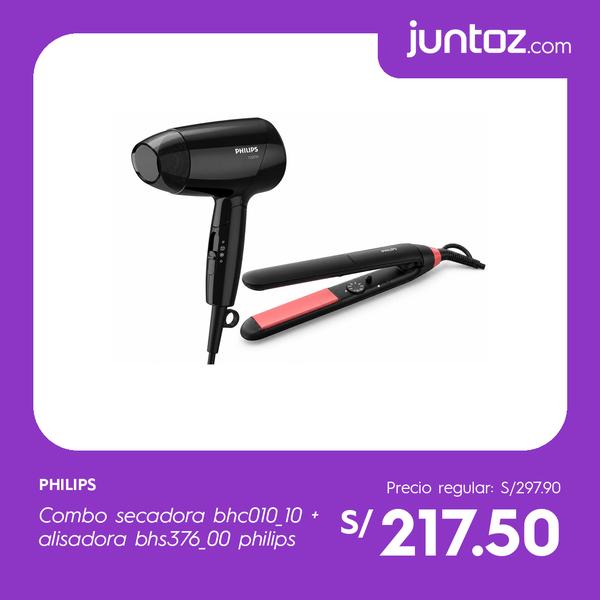 juntoz.com
PHILIPS
PHILIPS
PHILIPS
Combo secadora bhc010_10 +
alisadora bhs376_00 philips
Precio regular: S/297.90
S/217.50